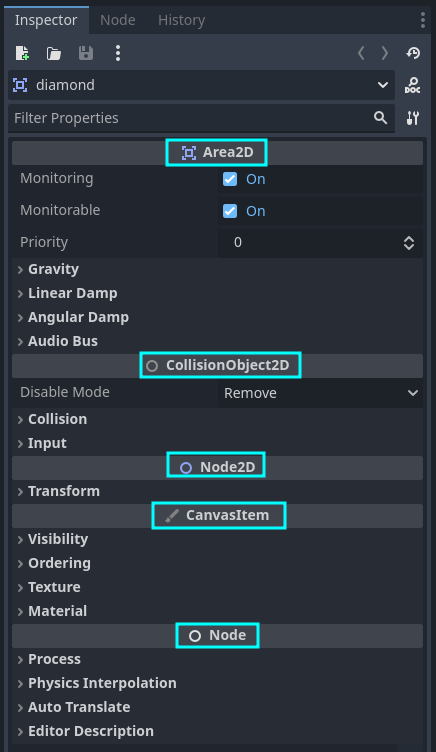 Inspector Node History
diamond
DOC
Filter Properties
Area2D
Monitoring On
Monitorable On
Priority 0
Gravity
Linear Damp
Angular Damp
Audio Bus
CollisionObject2D
Disable Mode Remove
Collision
Input
Node2D
Transform
CanvasItem
Visibility
Ordering
Texture
Material
Node
Process
Physics Interpolation
Auto Translate
Editor Description